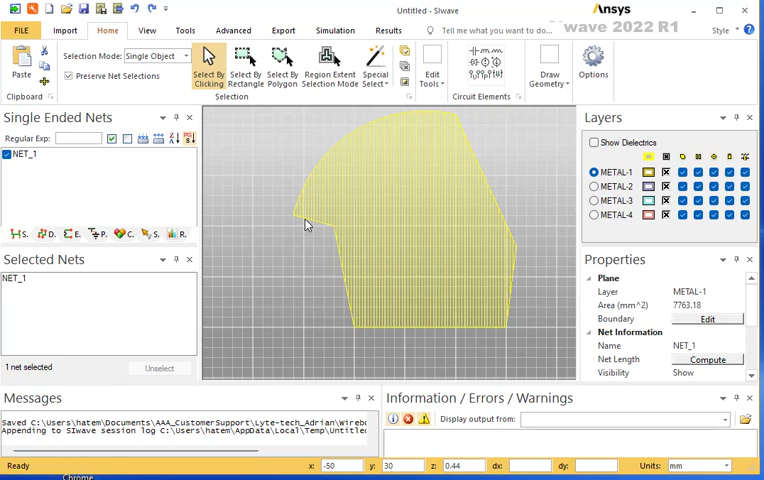 Untitled - SIwave
Ansys
SIwave 2022 R1
FILE Import Home Tools Advanced Export Simulation Results Tell me what you want to do... Style
Paste
Clipboard
Selection Mode: Single Object
Preserve Net Selections
Select By Clicking
Select By Rectangle
Select By Polygon
Region Extent Selection Mode
Special Select
Selection
Edit Tools
Circuit Elements
Draw Geometry
Options
Single Ended Nets
Regular Exp:
NET_1
S. D. E. P. C. S. R.
Selected Nets
NET_1
1 net selected
Unselect
Layers
Show Dielectrics
METAL-1
METAL-2
METAL-3
METAL-4
Properties
Plane
Layer METAL-1
Area (mm^2) 7763.18
Boundary Edit
Net Information
Name NET_1
Net Length Compute
Visibility Show
Messages
Saved C:\Users\hatem\Documents\AAA_CustomerSupport\Lyte-tech_Adrian\Wirebo
Appending to SIwave session log C:\Users\hatem\AppData\Local\Temp\Untitle
Information / Errors / Warnings
Display output from:
Ready
x: -50 y: 30 z: 0.44 dx: dy: Units: mm
Chrome